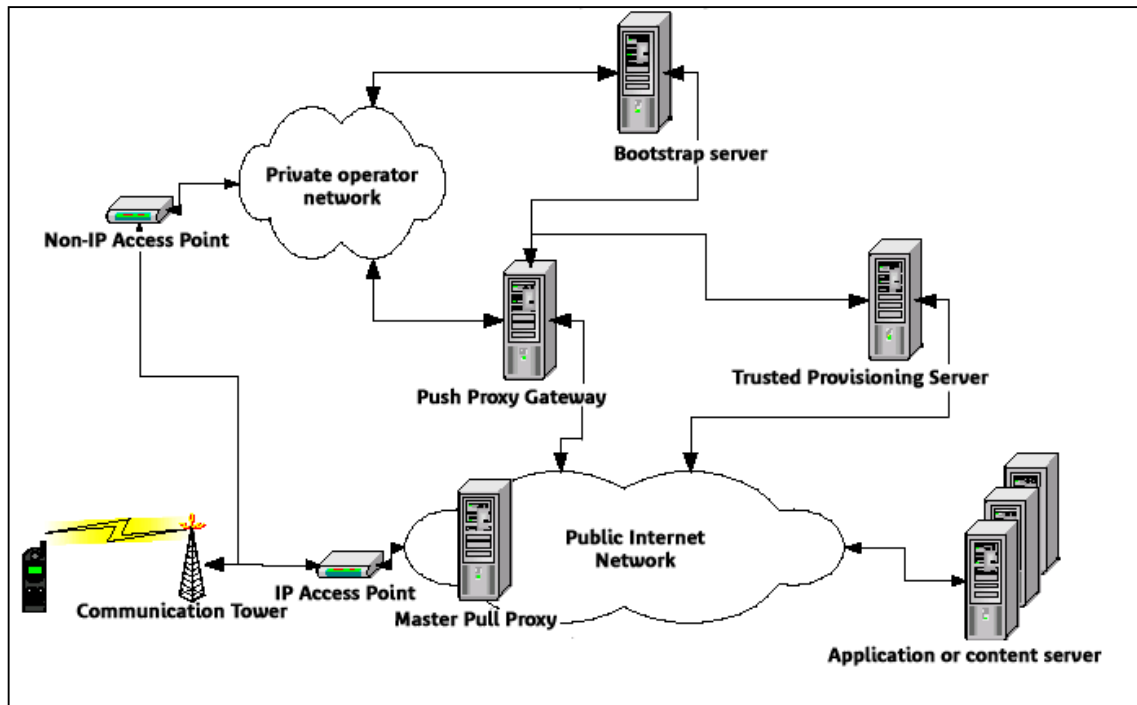 Bootstrap server
Private operator
network
Non-IP Access Point
Push Proxy Gateway
Trusted Provisioning Server
Public Internet
Network
IP Access Point
Communication Tower
Master Pull Proxy
Application or content server